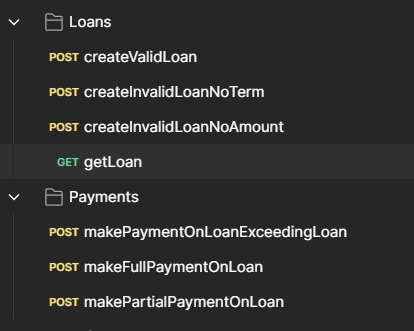 Loans
POST createValidLoan
POST createInvalidLoanNoTerm
POST createInvalidLoanNoAmount
GET getLoan
Payments
POST makePaymentOnLoanExceedingLoan
POST makeFullPaymentOnLoan
POST makePartialPaymentOnLoan